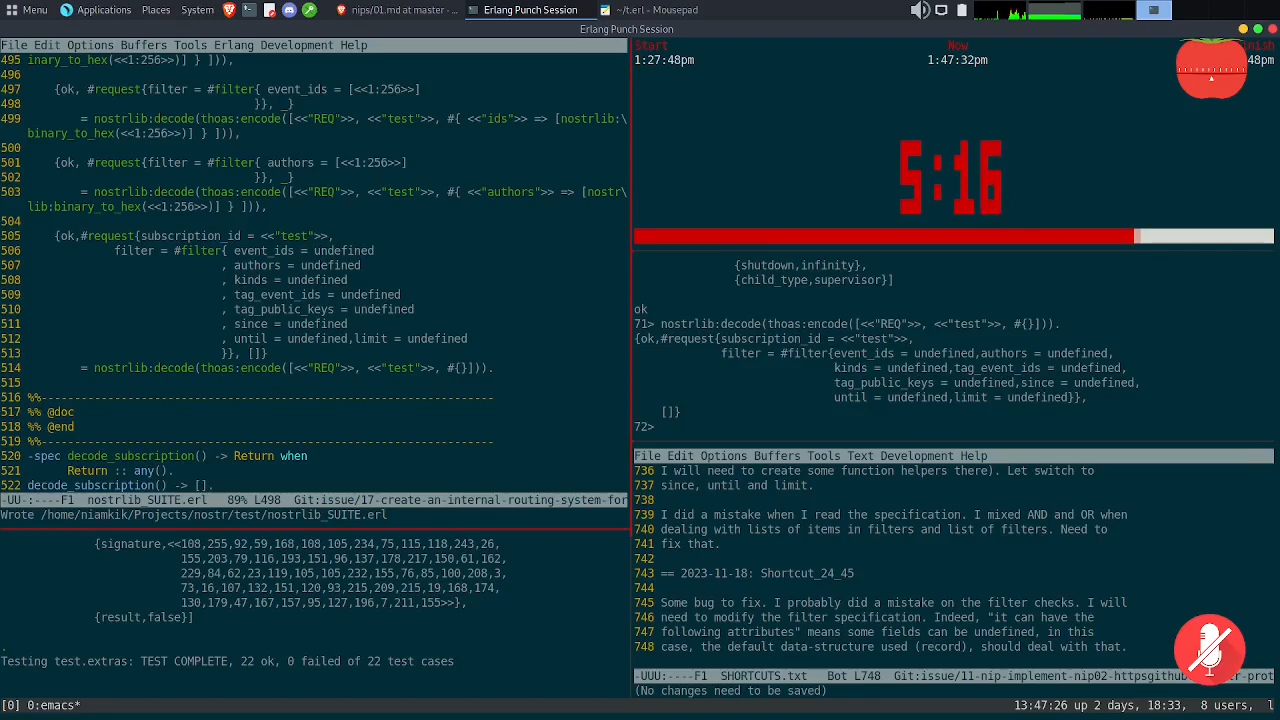 Menu Applications Places System nips/01.md at master - ... Erlang Punch Session ~/t.erl - Mousepad
Erlang Punch Session
File Edit Options Buffers Tools Erlang Development Help
495 inary_to_hex(<<1:256>>)] } ])),
496
497     {ok, #request{filter = #filter{ event_ids = [<<1:256>>]
498                                   }}, _}
499         = nostrlib:decode(thoas:encode([<<"REQ">>, <<"test">>, #{ <<"ids">> => [nostrlib:\
binary_to_hex(<<1:256>>)] } ])),
500
501     {ok, #request{filter = #filter{ authors = [<<1:256>>]
502                                   }}, _}
503         = nostrlib:decode(thoas:encode([<<"REQ">>, <<"test">>, #{ <<"authors">> => [nostr\
lib:binary_to_hex(<<1:256>>)] } ])),
504
505     {ok,#request{subscription_id = <<"test">>,
506              filter = #filter{ event_ids = undefined
507                              , authors = undefined
508                              , kinds = undefined
509                              , tag_event_ids = undefined
510                              , tag_public_keys = undefined
511                              , since = undefined
512                              , until = undefined,limit = undefined
513                              }}, []}
514         = nostrlib:decode(thoas:encode([<<"REQ">>, <<"test">>, #{}])).
515
516 %%--------------------------------------------------------------------
517 %% @doc
518 %% @end
519 %%--------------------------------------------------------------------
520 -spec decode_subscription() -> Return when
521       Return :: any().
522 decode_subscription() -> [].
-UU-:----F1  nostrlib_SUITE.erl   89% L498   Git:issue/17-create-an-internal-routing-system-for
Wrote /home/niamkik/Projects/nostr/test/nostrlib_SUITE.erl
{signature,<<108,255,92,59,168,108,105,234,75,115,118,243,26,
155,203,79,116,193,151,96,137,178,217,150,61,162,
229,84,62,23,119,105,105,232,155,76,85,100,208,3,
73,16,107,132,151,120,93,215,209,215,19,168,174,
130,179,47,167,157,95,127,196,7,211,155>>},
{result,false}]
.
Testing test.extras: TEST COMPLETE, 22 ok, 0 failed of 22 test cases
Start Now nish
1:27:48pm 1:47:32pm 48pm
5:16
{shutdown,infinity},
{child_type,supervisor}]
ok
71> nostrlib:decode(thoas:encode([<<"REQ">>, <<"test">>, #{}])).
{ok,#request{subscription_id = <<"test">>,
filter = #filter{event_ids = undefined,authors = undefined,
kinds = undefined,tag_event_ids = undefined,
tag_public_keys = undefined,since = undefined,
until = undefined,limit = undefined}},
[]}
72>
File Edit Options Buffers Tools Text Development Help
736 I will need to create some function helpers there). Let switch to
737 since, until and limit.
738
739 I did a mistake when I read the specification. I mixed AND and OR when
740 dealing with lists of items in filters and list of filters. Need to
741 fix that.
742
743 == 2023-11-18: Shortcut_24_45
744
745 Some bug to fix. I probably did a mistake on the filter checks. I will
746 need to modify the filter specification. Indeed, "it can have the
747 following attributes" means some fields can be undefined, in this
748 case, the default data-structure used (record), should deal with that.
-UUU:----F1  SHORTCUTS.txt   Bot L748   Git:issue/11-nip-implement-nip02-httpsgithub
(No changes need to be saved)
[0] 0:emacs* 13:47:26 up 2 days, 18:33, 8 users, l